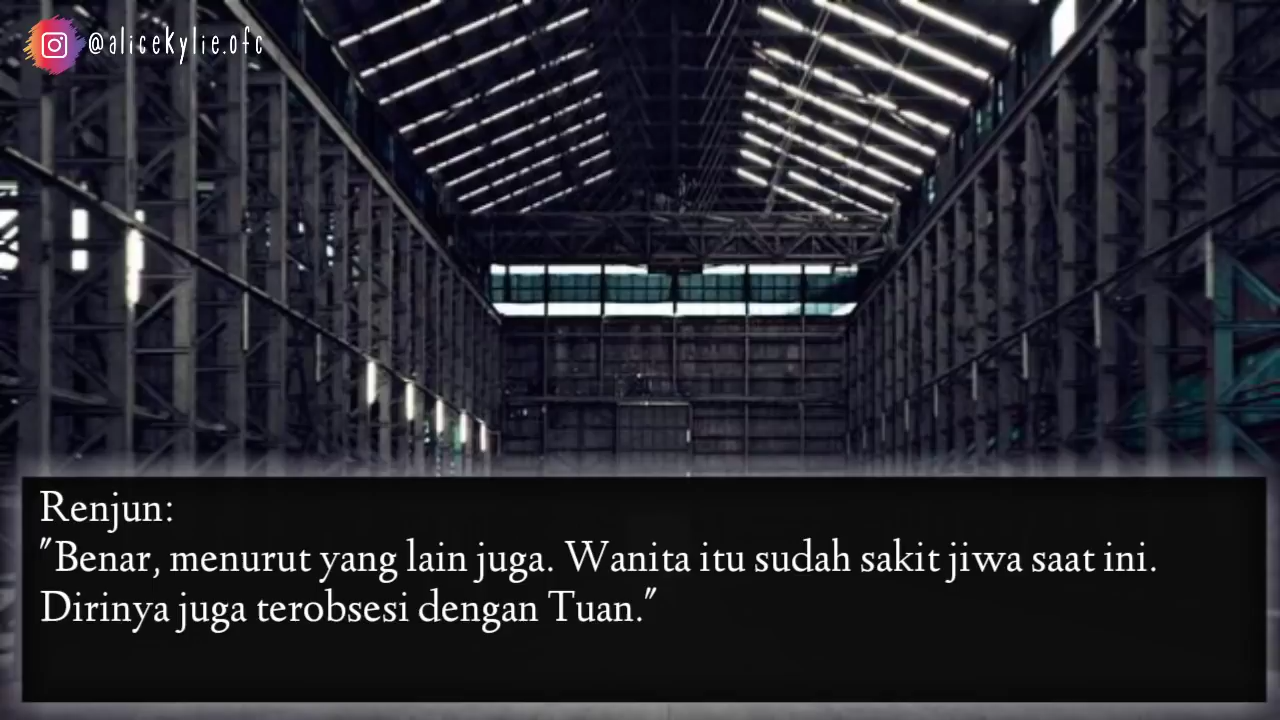 @aliceKylie.ofc
Renjun:
"Benar, menurut yang lain juga. Wanita itu sudah sakit jiwa saat ini.
Dirinya juga terobsesi dengan Tuan."